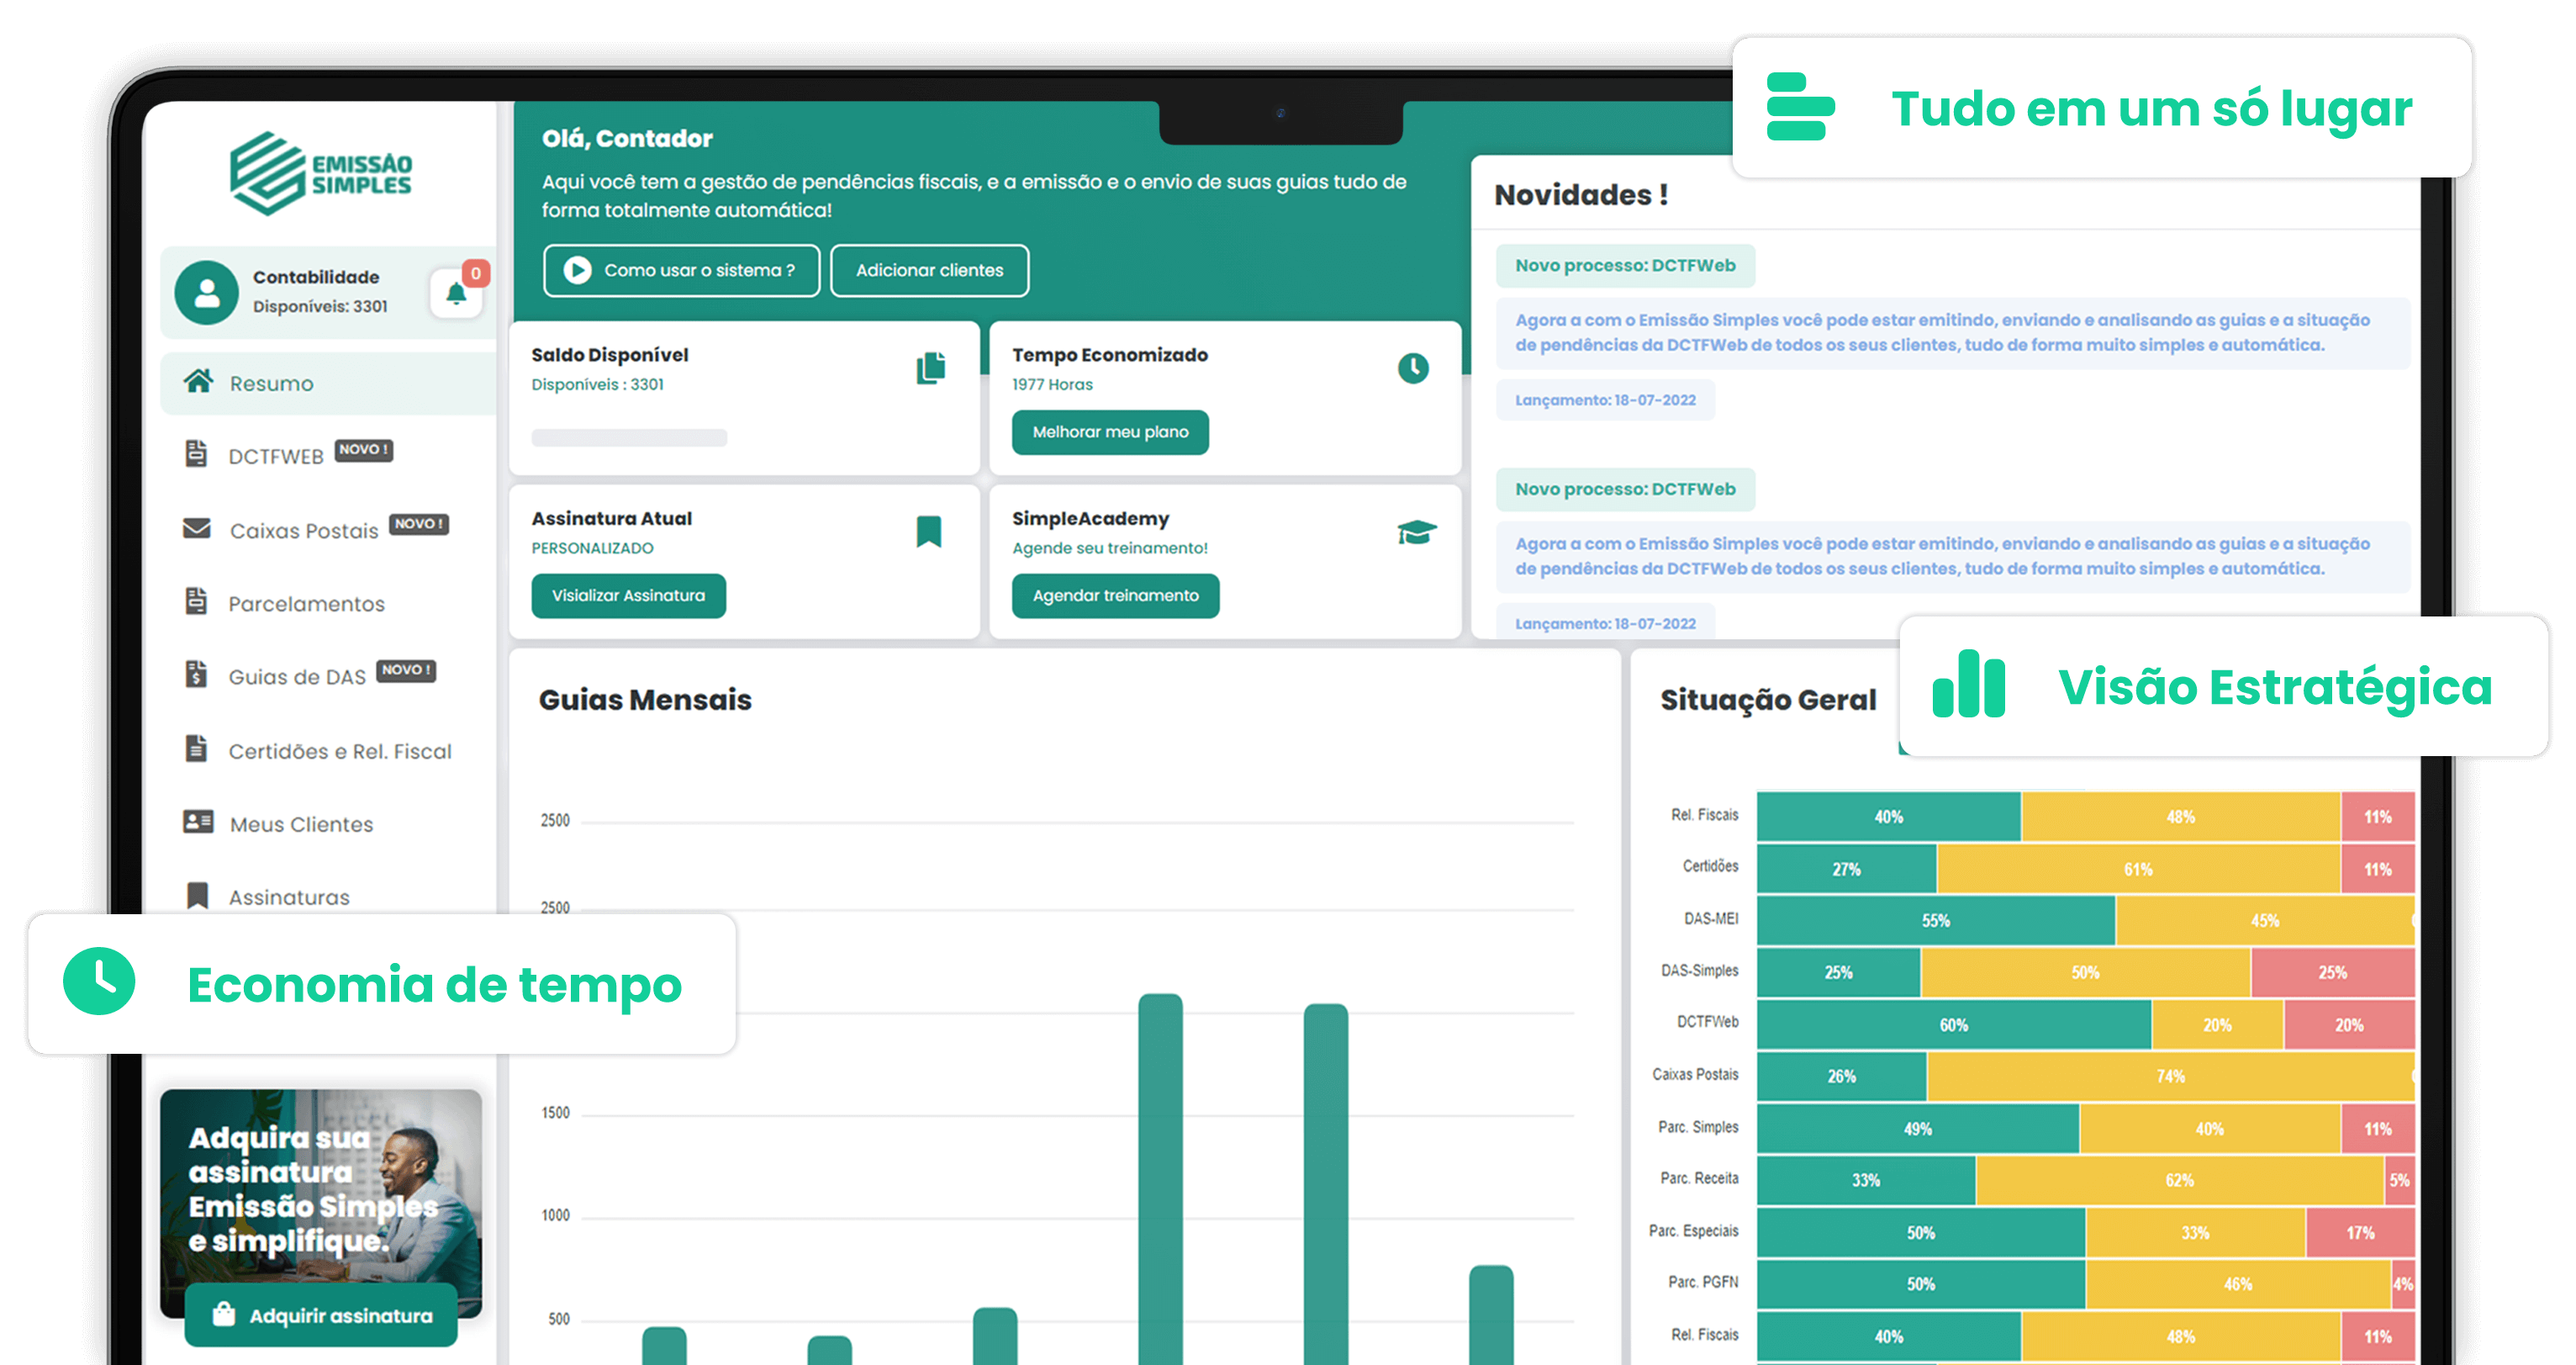 Tudo em um só lugar
EMISSÃO
SIMPLES
Contabilidade
Disponíveis: 3301
0
Resumo
DCTFWEB NOVO !
Caixas Postais NOVO !
Parcelamentos
Guias de DAS NOVO !
Certidões e Rel. Fiscal
Meus Clientes
Assinaturas
Economia de tempo
Adquira sua
assinatura
Emissão Simples
e simplifique.
Adquirir assinatura
Olá, Contador
Aqui você tem a gestão de pendências fiscais, e a emissão e o envio de suas guias tudo de
forma totalmente automática!
Como usar o sistema ?
Adicionar clientes
Saldo Disponível
Disponíveis : 3301
Tempo Economizado
1977 Horas
Melhorar meu plano
Assinatura Atual
PERSONALIZADO
Visializar Assinatura
SimpleAcademy
Agende seu treinamento!
Agendar treinamento
Novidades !
Novo processo: DCTFWeb
Agora a com o Emissão Simples você pode estar emitindo, enviando e analisando as guias e a situação
de pendências da DCTFWeb de todos os seus clientes, tudo de forma muito simples e automática.
Lançamento: 18-07-2022
Novo processo: DCTFWeb
Agora a com o Emissão Simples você pode estar emitindo, enviando e analisando as guias e a situação
de pendências da DCTFWeb de todos os seus clientes, tudo de forma muito simples e automática.
Lançamento: 18-07-2022
Visão Estratégica
Guias Mensais
2500
2500
1500
1000
500
Situação Geral
Rel. Fiscais 40% 48% 11%
Certidões 27% 61% 11%
DAS-MEI 55% 45%
DAS-Simples 25% 50% 25%
DCTFWeb 60% 20% 20%
Caixas Postais 26% 74%
Parc. Simples 49% 40% 11%
Parc. Receita 33% 62% 5%
Parc. Especiais 50% 33% 17%
Parc. PGFN 50% 46% 4%
Rel. Fiscais 40% 48% 11%